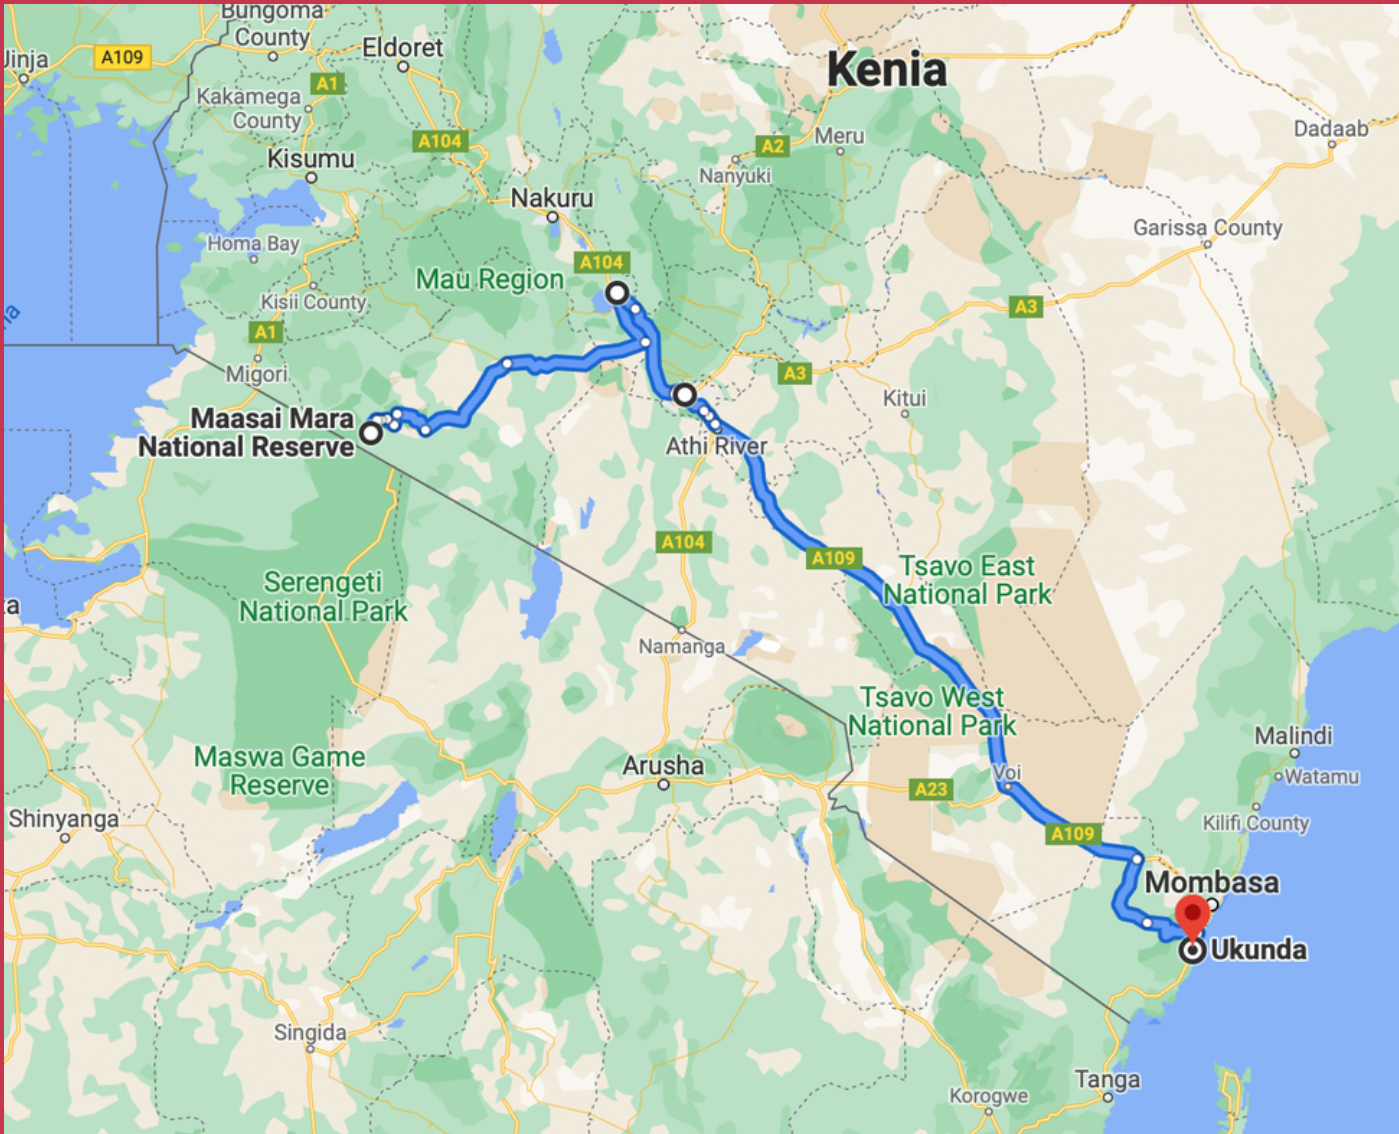 Bungoma
County
Jinja
A109
Eldoret
Kenia
A1
Kakamega
County
A104
A2
Meru
Dadaab
Kisumu
Nanyuki
Nakuru
Garissa County
Homa Bay
A104
Mau Region
Kisii County
A3
A1
Migori
A3
Kitui
Maasai Mara
National Reserve
Athi River
A104
A109
Tsavo East
National Park
Serengeti
National Park
Namanga
Tsavo West
National Park
Malindi
Maswa Game
Reserve
Arusha
Voi
Watamu
A23
Shinyanga
Kilifi County
A109
Mombasa
Ukunda
Singida
Tanga
Korogwe